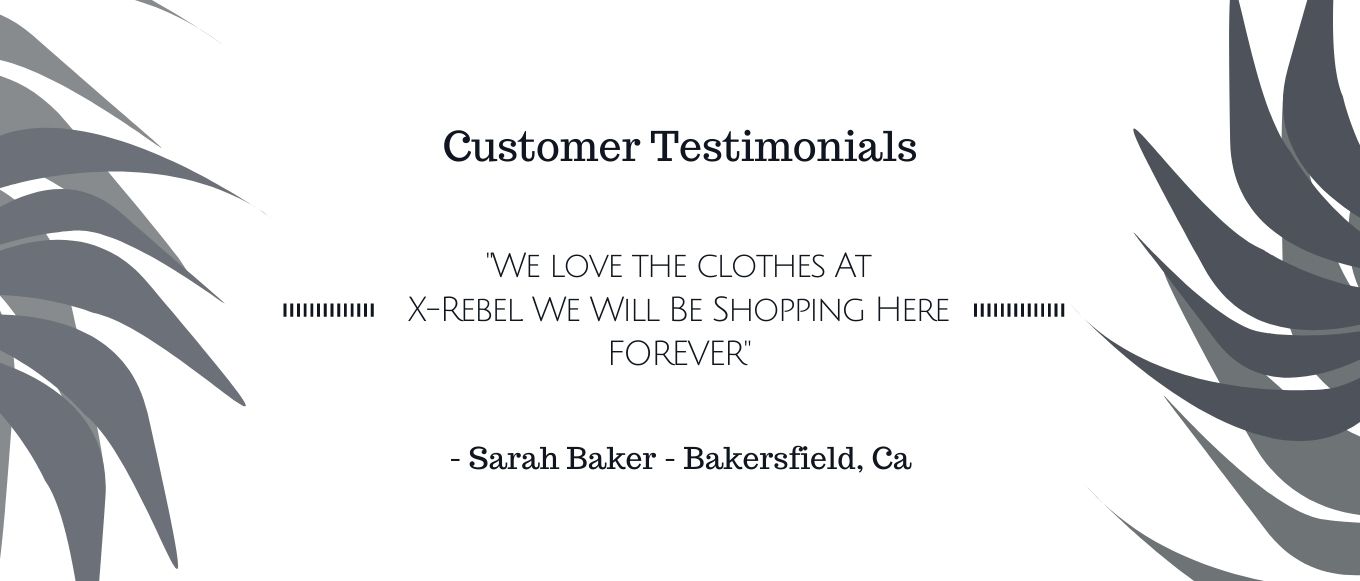 Customer Testimonials
"We love the clothes At
X-Rebel We Will Be Shopping Here
forever"
- Sarah Baker - Bakersfield, Ca